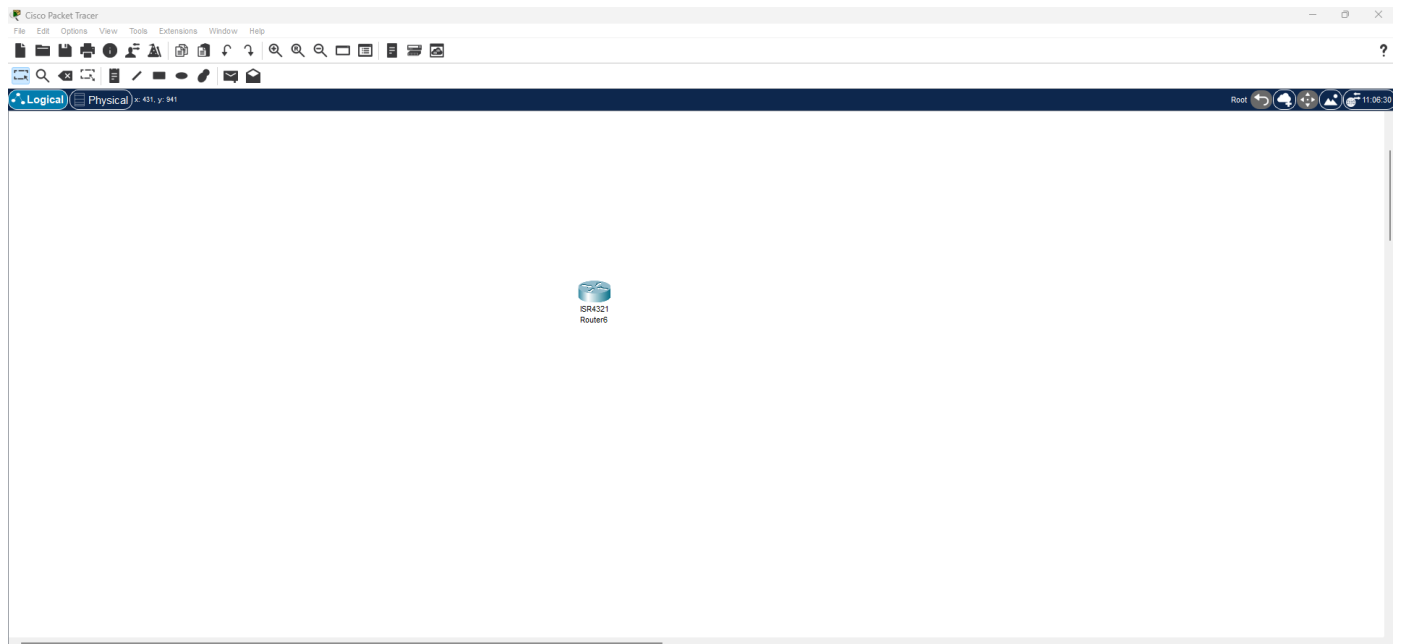 Cisco Packet Tracer
File Edit Options View Tools Extensions Window Help
?
Logical Physical x: 431, y: 941 Root 11:06:30
ISR4321
Router6